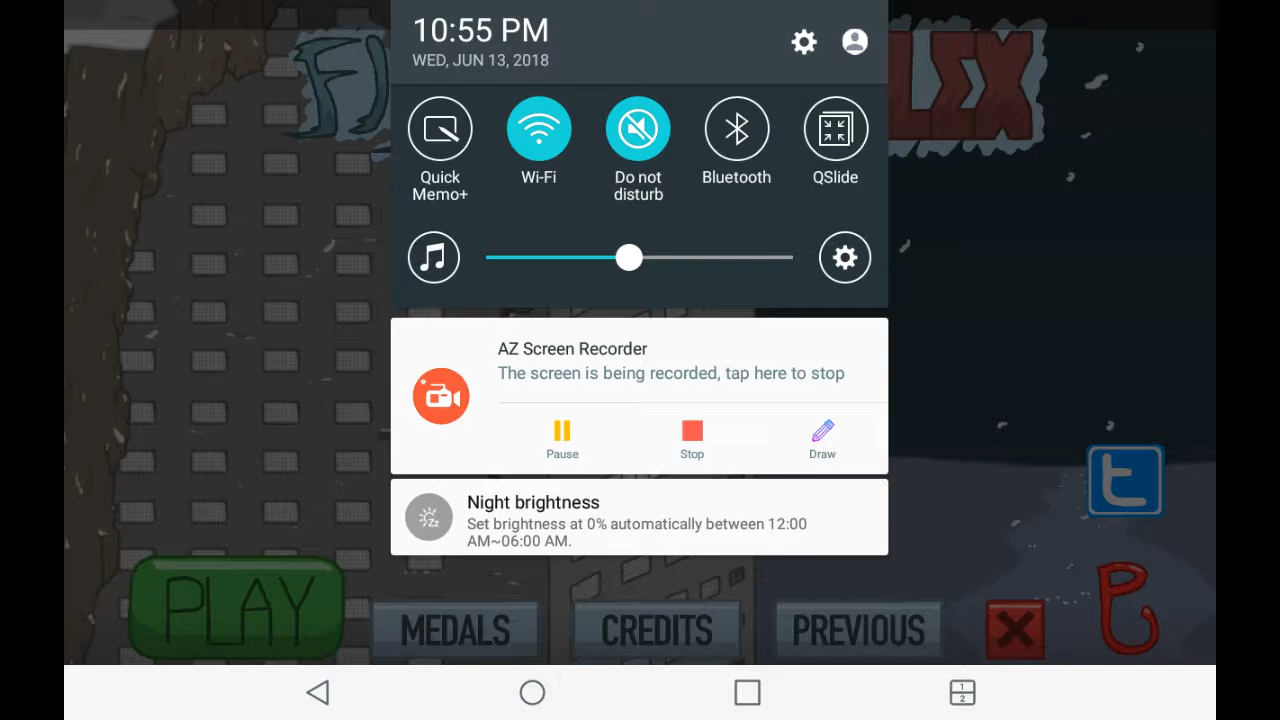 10:55 PM
WED, JUN 13, 2018
Quick
Memo+
Wi-Fi
Do not
disturb
Bluetooth
QSlide
AZ Screen Recorder
The screen is being recorded, tap here to stop
Pause
Stop
Draw
Night brightness
Set brightness at 0% automatically between 12:00
AM~06:00 AM.
PLAY
MEDALS
CREDITS
PREVIOUS
1
2